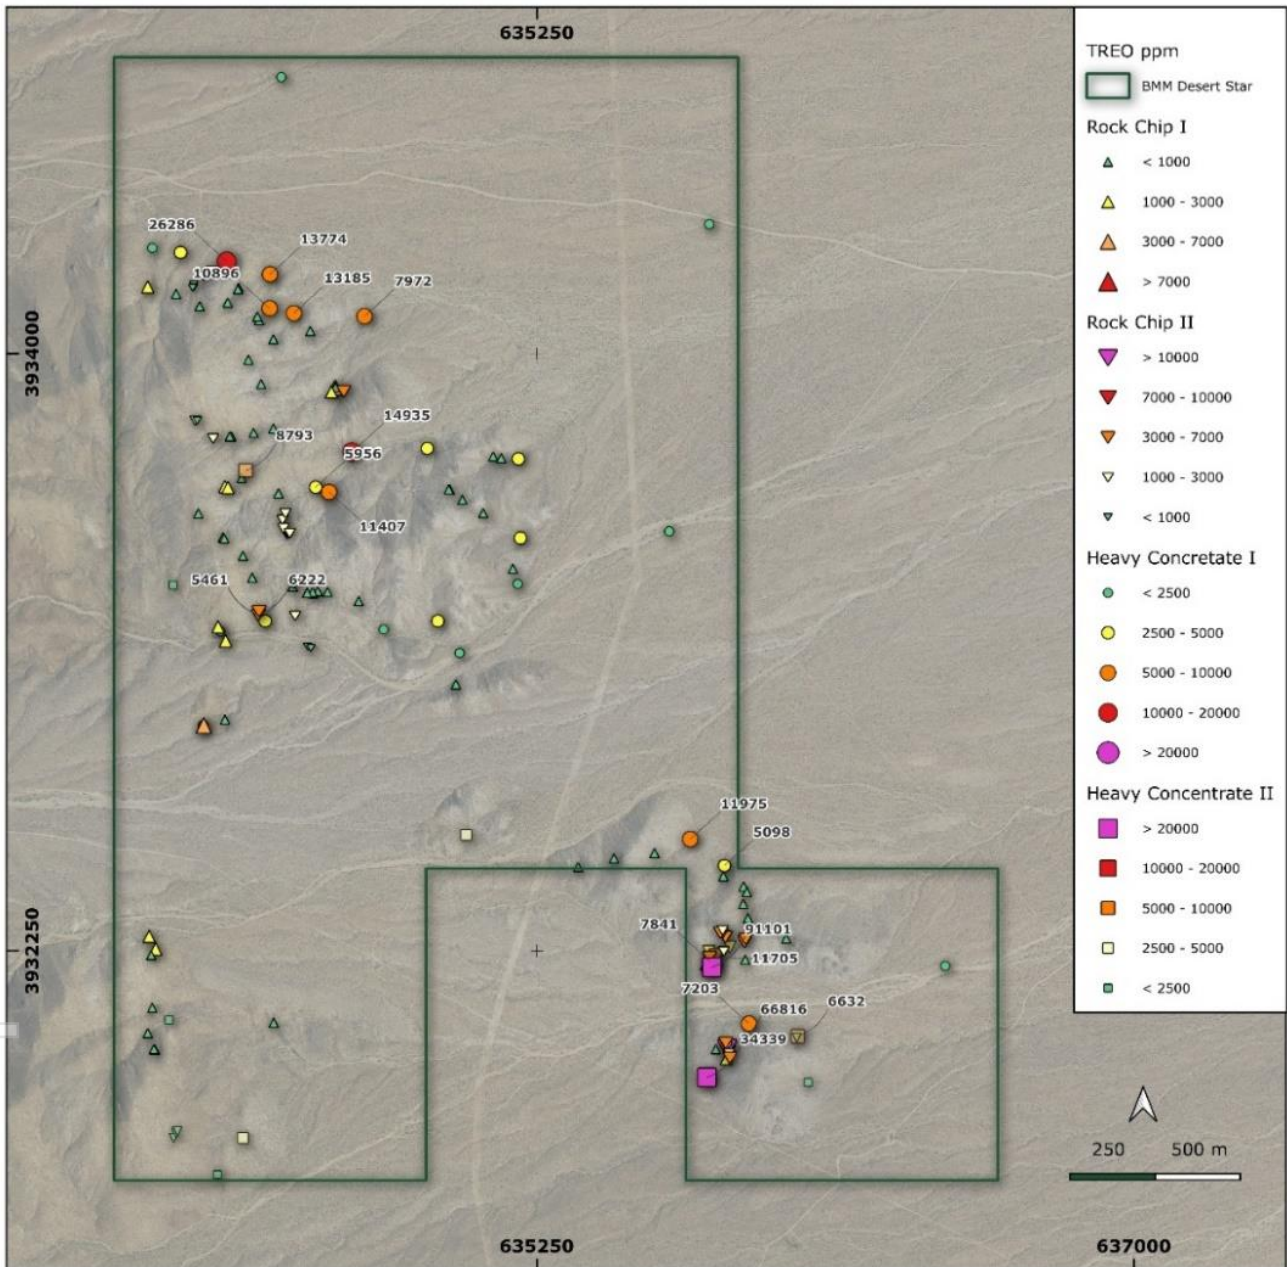 635250
TREO ppm
BMM Desert Star
Rock Chip I
< 1000
1000 - 3000
3000 - 7000
> 7000
Rock Chip II
> 10000
7000 - 10000
3000 - 7000
1000 - 3000
< 1000
Heavy Concretate I
< 2500
2500 - 5000
5000 - 10000
10000 - 20000
> 20000
Heavy Concentrate II
> 20000
10000 - 20000
5000 - 10000
2500 - 5000
< 2500
250 500 m
26286
13774
10896
13185
7972
3934000
14935
8793
5956
11407
5461
6222
11975
5098
7841
91101
11705
3932250
7203
66816
6632
34339
635250
637000